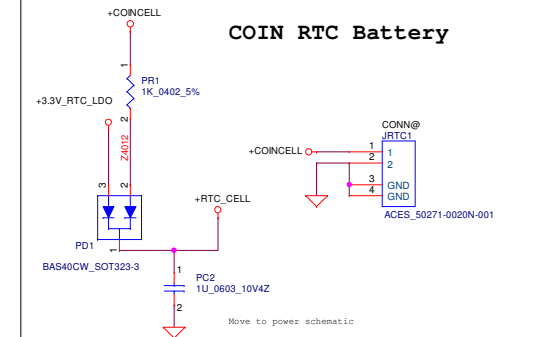 COIN RTC Battery
+COINCELL
1
PR1
1K_0402_5%
2
+3.3V_RTC_LDO
Z4012
3
2
PD1
1
BAS40CW_SOT323-3
+RTC_CELL
1
PC2
1U_0603_10V4Z
2
CONN@
JRTC1
+COINCELL
1
1
2
2
3
GND
4
GND
ACES_50271-0020N-001
Move to power schematic